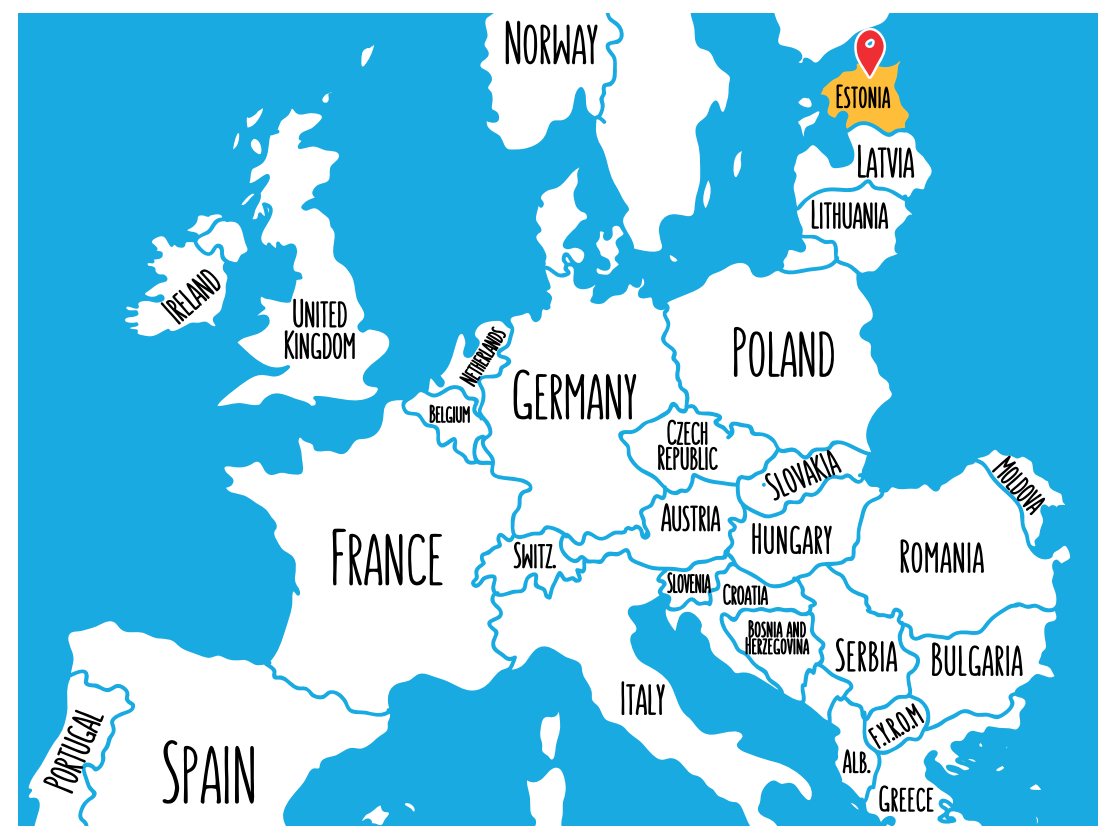 NORWAY
ESTONIA
LATVIA
LITHUANIA
IRELAND
UNITED
KINGDOM
NETHERLANDS
POLAND
GERMANY
BELGIUM
CZECH
REPUBLIC
SLOVAKIA
MOLDOVA
AUSTRIA
HUNGARY
FRANCE
SWITZ.
ROMANIA
SLOVENIA
CROATIA
BOSNIA AND
HERZEGOVINA
SERBIA
BULGARIA
ITALY
PORTUGAL
F.Y.R.O.M
SPAIN
ALB.
GREECE